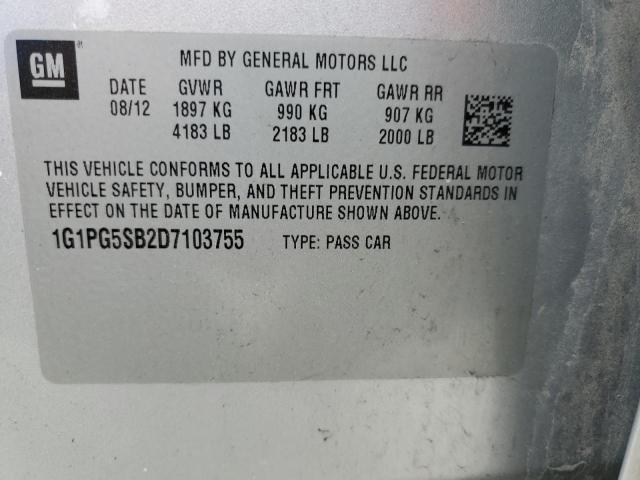 GM
MFD BY GENERAL MOTORS LLC
DATE GVWR GAWR FRT GAWR RR
08/12 1897 KG 990 KG 907 KG
4183 LB 2183 LB 2000 LB
THIS VEHICLE CONFORMS TO ALL APPLICABLE U.S. FEDERAL MOTOR
VEHICLE SAFETY, BUMPER, AND THEFT PREVENTION STANDARDS IN
EFFECT ON THE DATE OF MANUFACTURE SHOWN ABOVE.
1G1PG5SB2D7103755 TYPE: PASS CAR